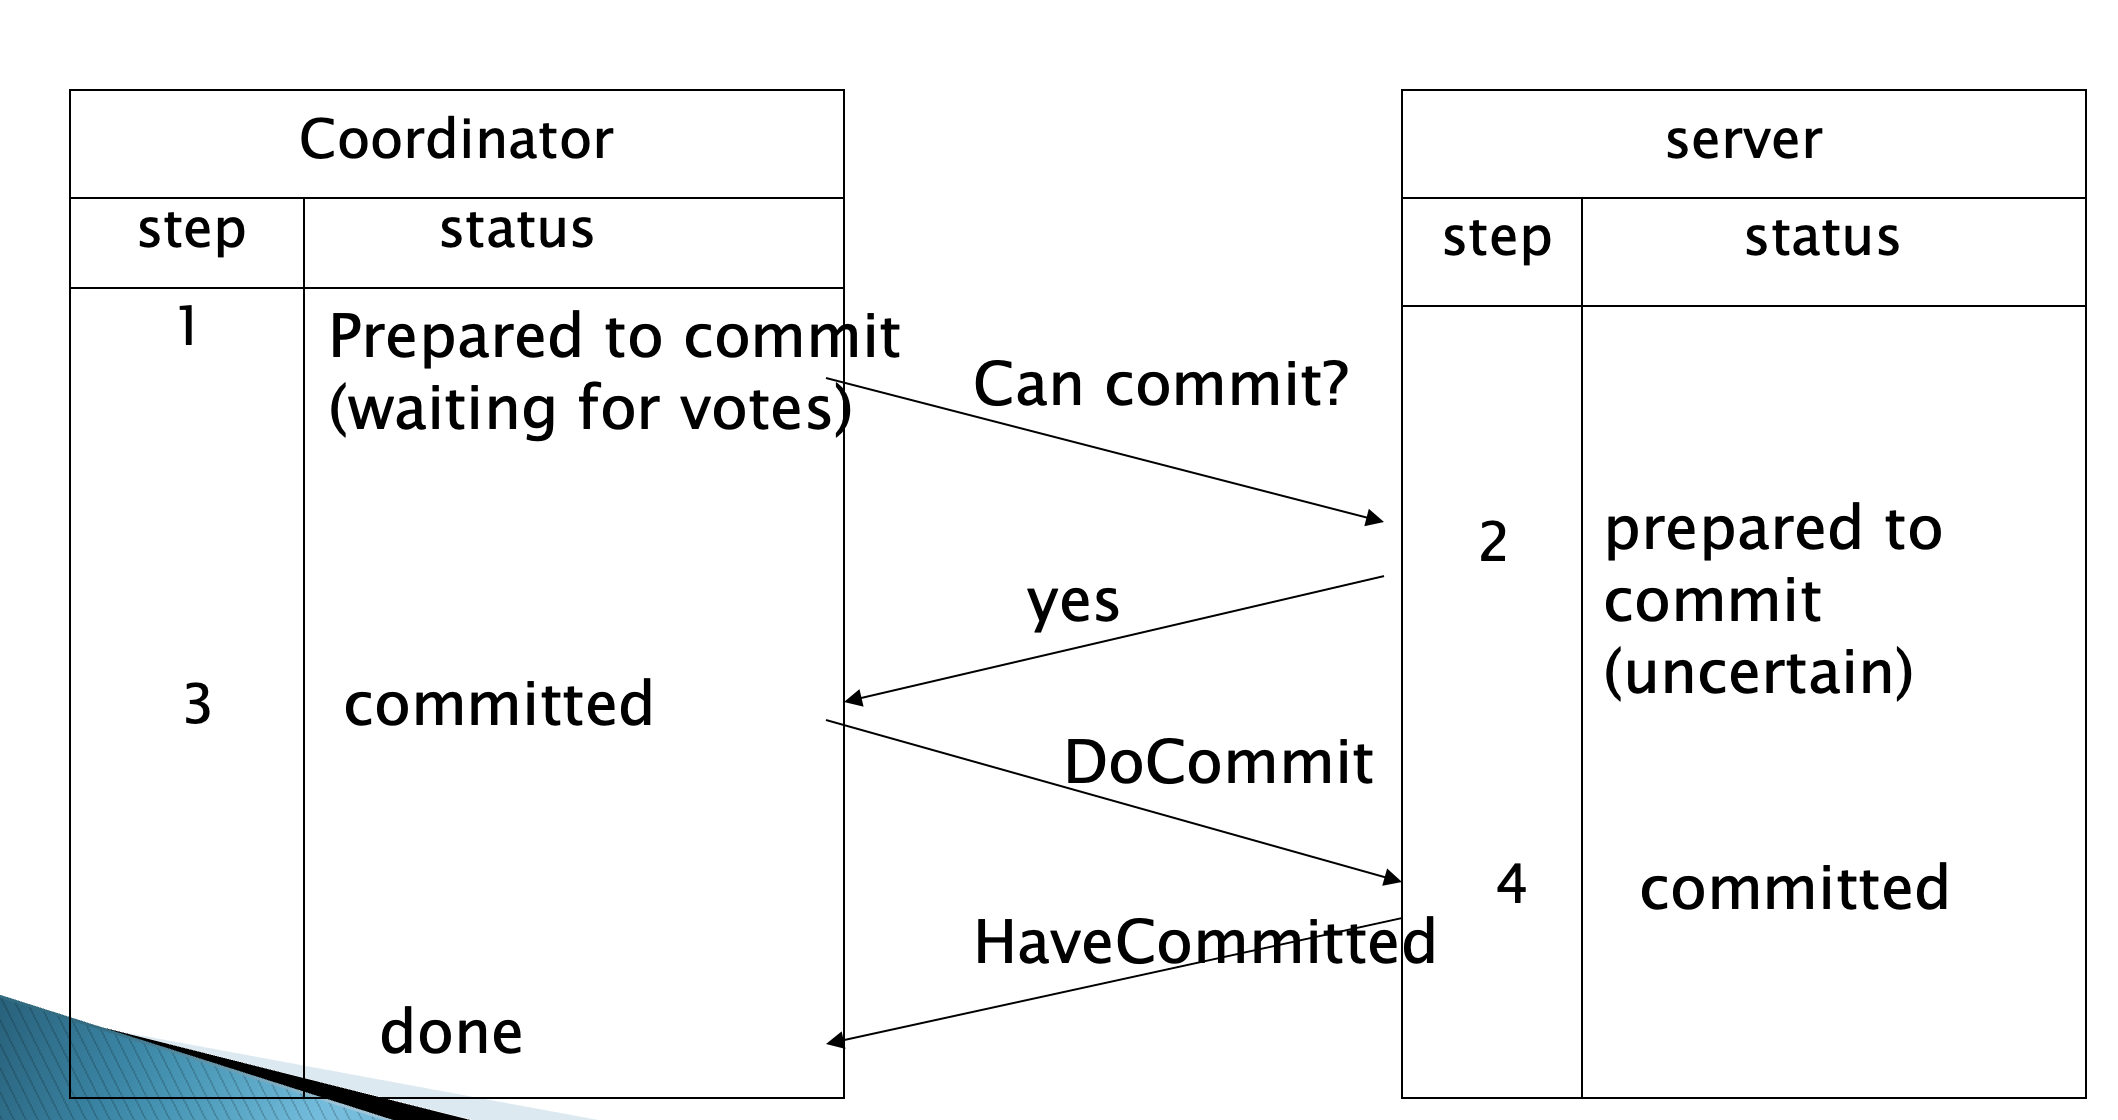 Coordinator
step status
1 Prepared to commit
(waiting for votes)
3 committed
done
Can commit?
yes
DoCommit
HaveCommitted
server
step status
2 prepared to
commit
(uncertain)
4 committed